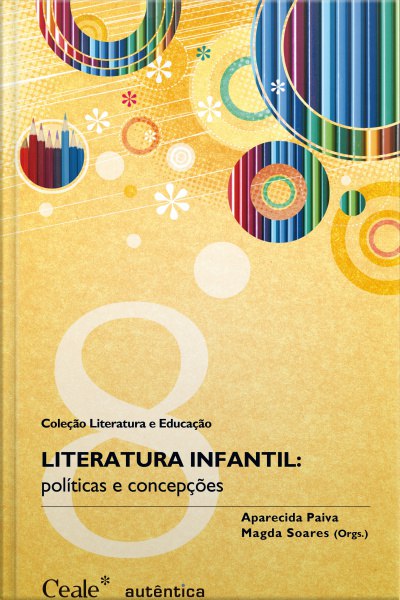 8
Coleção Literatura e Educação
LITERATURA INFANTIL:
políticas e concepções
Aparecida Paiva
Magda Soares (Orgs.)
Ceale* autêntica